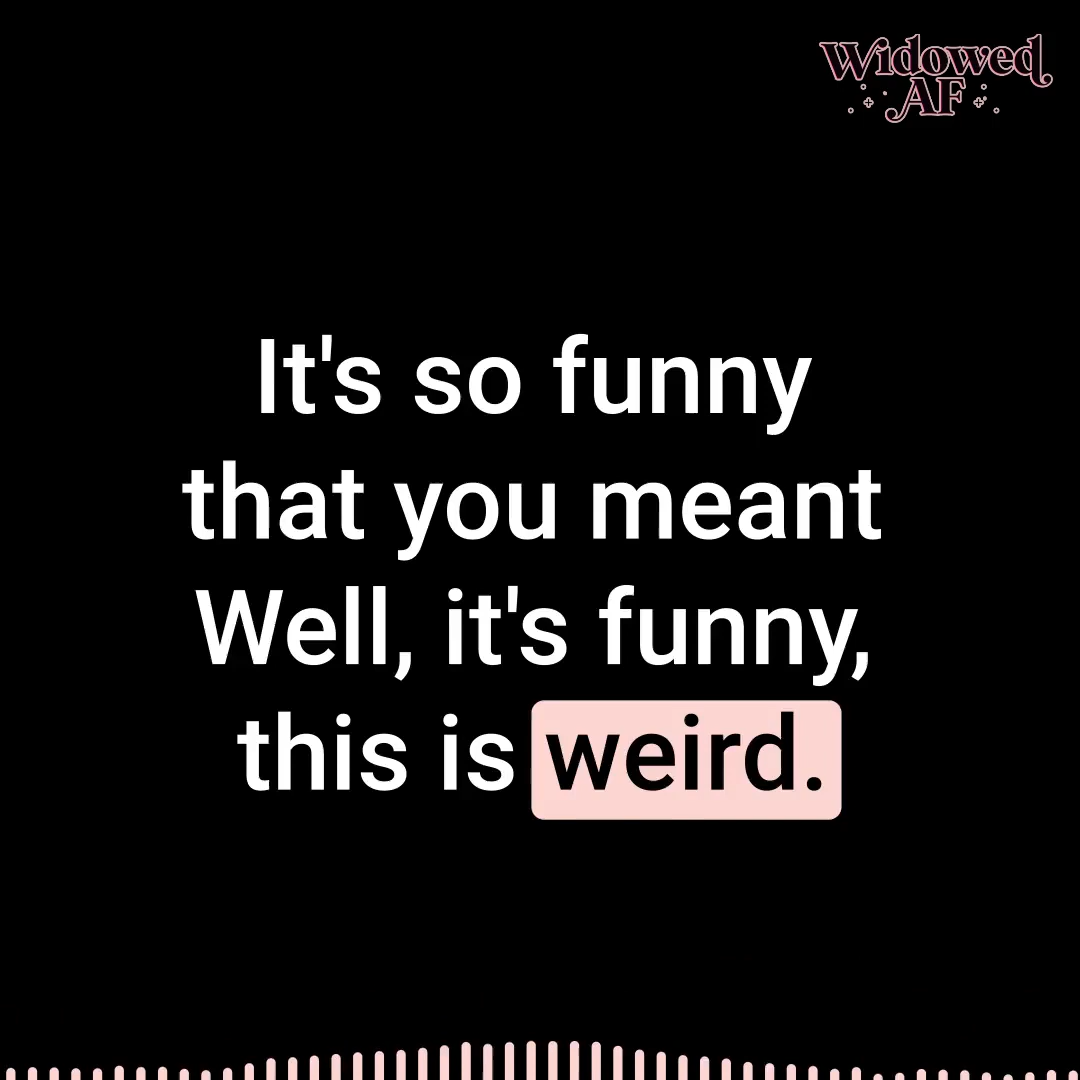 Widowed
AF
It's so funny
that you meant
Well, it's funny,
this is weird.